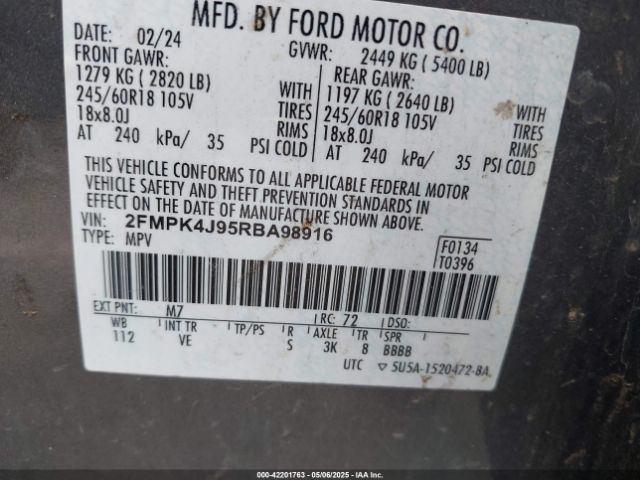 MFD. BY FORD MOTOR CO.
DATE: 02/24 GVWR: 2449 KG ( 5400 LB)
FRONT GAWR: REAR GAWR:
1279 KG ( 2820 LB) WITH 1197 KG ( 2640 LB) WITH
245/60R18 105V TIRES 245/60R18 105V TIRES
18x8.0J RIMS 18x8.0J RIMS
AT 240 kPa/ 35 PSI COLD AT 240 kPa/ 35 PSI COLD
THIS VEHICLE CONFORMS TO ALL APPLICABLE FEDERAL MOTOR
VEHICLE SAFETY AND THEFT PREVENTION STANDARDS IN
EFFECT ON THE DATE OF MANUFACTURE SHOWN ABOVE.
VIN: 2FMPK4J95RBA98916 F0134
TYPE: MPV T0396
EXT PNT: M7 RC: 72 DSO:
WB INT TR TP/PS R AXLE TR SPR
112 VE S 3K 8 BBBB
UTC ▽ 5U5A-1520472-BA
000-42201763 - 05/06/2025 - IAAI.COM